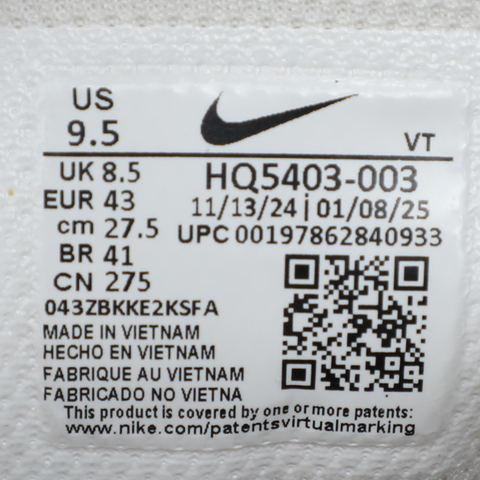 US
9.5
VT
UK 8.5
EUR 43
cm 27.5
BR 41
CN 275
HQ5403-003
11/13/24 | 01/08/25
UPC 00197862840933
043ZBKKE2KSFA
MADE IN VIETNAM
HECHO EN VIETNAM
FABRIQUE AU VIETNAM
FABRICADO NO VIETNA
This product is covered by one or more patents:
www.nike.com/patentsvirtualmarking